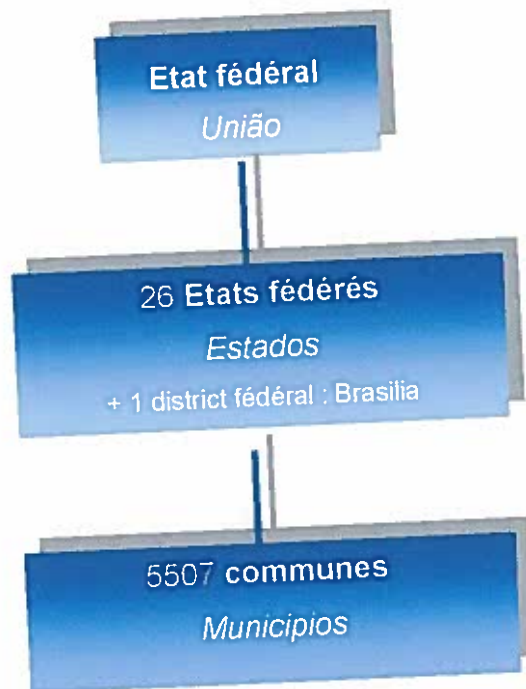 Etat fédéral
União
26 Etats fédérés
Estados
+ 1 district fédéral : Brasilia
5507 communes
Municipios